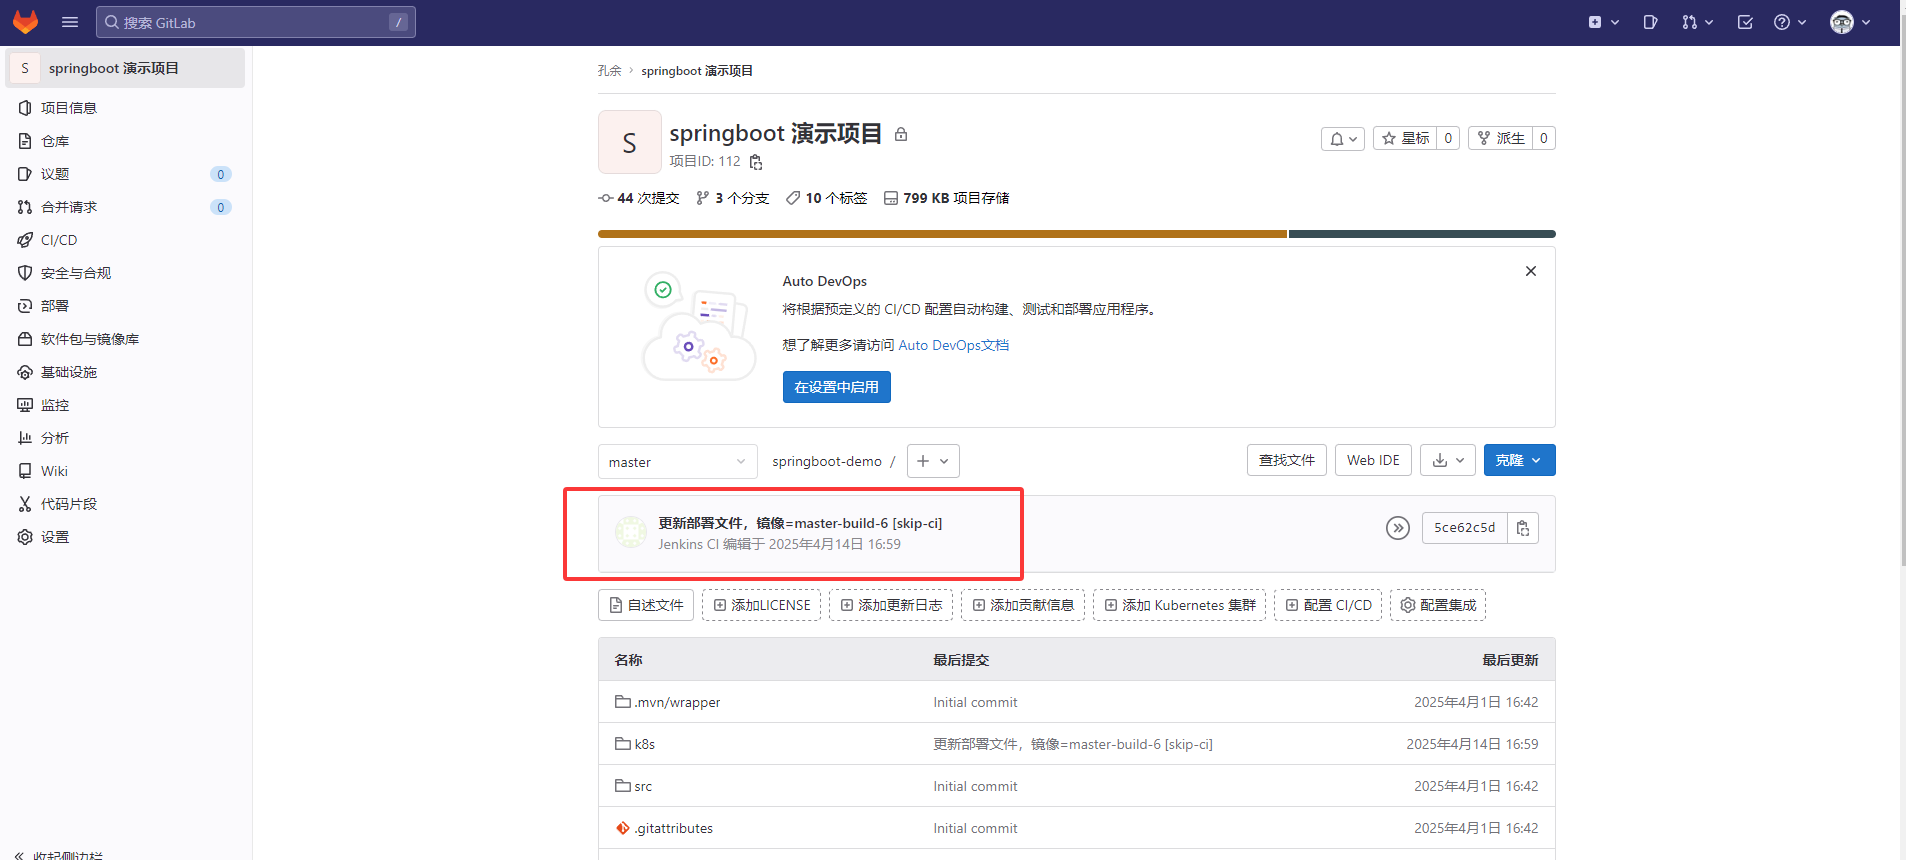 搜索 GitLab /
S springboot 演示项目
项目信息
仓库
议题 0
合并请求 0
CI/CD
安全与合规
部署
软件包与镜像库
基础设施
监控
分析
Wiki
代码片段
设置
收起侧边栏
孔余 › springboot 演示项目
S
springboot 演示项目
项目ID: 112
星标 0 派生 0
44 次提交 3 个分支 10 个标签 799 KB 项目存储
Auto DevOps
将根据预定义的 CI/CD 配置自动构建、测试和部署应用程序。
想了解更多请访问 Auto DevOps文档
在设置中启用
master springboot-demo / 查找文件 Web IDE 克隆
更新部署文件，镜像=master-build-6 [skip-ci]
Jenkins CI 编辑于 2025年4月14日 16:59
5ce62c5d
自述文件 添加LICENSE 添加更新日志 添加贡献信息 添加 Kubernetes 集群 配置 CI/CD 配置集成
名称 最后提交 最后更新
.mvn/wrapper Initial commit 2025年4月1日 16:42
k8s 更新部署文件，镜像=master-build-6 [skip-ci] 2025年4月14日 16:59
src Initial commit 2025年4月1日 16:42
.gitattributes Initial commit 2025年4月1日 16:42